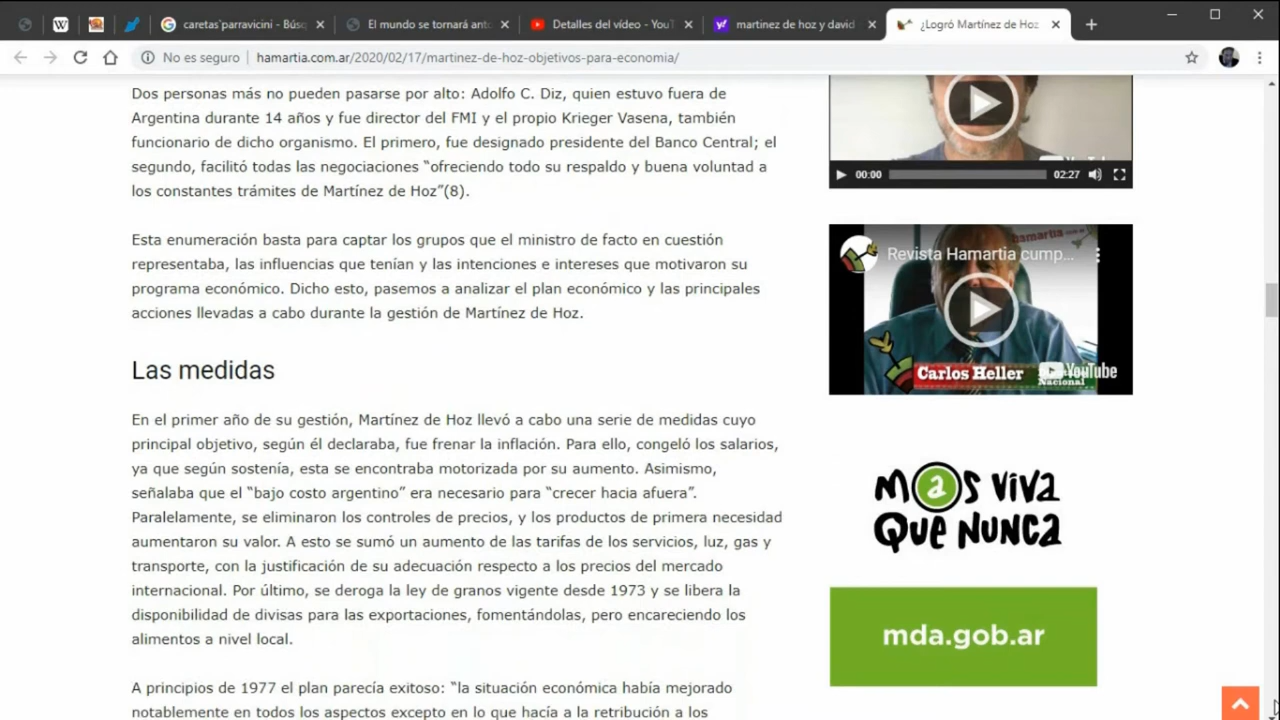 caretas parravicini - Bús
El mundo se tornará anto
Detalles del vídeo - YouT
martinez de hoz y david
¿Logró Martínez de Hoz
No es seguro | hamartia.com.ar/2020/02/17/martinez-de-hoz-objetivos-para-economia/
Dos personas más no pueden pasarse por alto: Adolfo C. Diz, quien estuvo fuera de
Argentina durante 14 años y fue director del FMI y el propio Krieger Vasena, también
funcionario de dicho organismo. El primero, fue designado presidente del Banco Central; el
segundo, facilitó todas las negociaciones “ofreciendo todo su respaldo y buena voluntad a
los constantes trámites de Martínez de Hoz”(8).
Esta enumeración basta para captar los grupos que el ministro de facto en cuestión
representaba, las influencias que tenían y las intenciones e intereses que motivaron su
programa económico. Dicho esto, pasemos a analizar el plan económico y las principales
acciones llevadas a cabo durante la gestión de Martínez de Hoz.
Las medidas
En el primer año de su gestión, Martínez de Hoz llevó a cabo una serie de medidas cuyo
principal objetivo, según él declaraba, fue frenar la inflación. Para ello, congeló los salarios,
ya que según sostenía, esta se encontraba motorizada por su aumento. Asimismo,
señalaba que el “bajo costo argentino” era necesario para “crecer hacia afuera”.
Paralelamente, se eliminaron los controles de precios, y los productos de primera necesidad
aumentaron su valor. A esto se sumó un aumento de las tarifas de los servicios, luz, gas y
transporte, con la justificación de su adecuación respecto a los precios del mercado
internacional. Por último, se deroga la ley de granos vigente desde 1973 y se libera la
disponibilidad de divisas para las exportaciones, fomentándolas, pero encareciendo los
alimentos a nivel local.
A principios de 1977 el plan parecía exitoso: “la situación económica había mejorado
notablemente en todos los aspectos excepto en lo que hacía a la retribución a los
00:00
02:27
Revista Hamartia cump...
hamartia.com.ar
Carlos Heller
YouTube
Nacional
mas viva
que nunca
mda.gob.ar